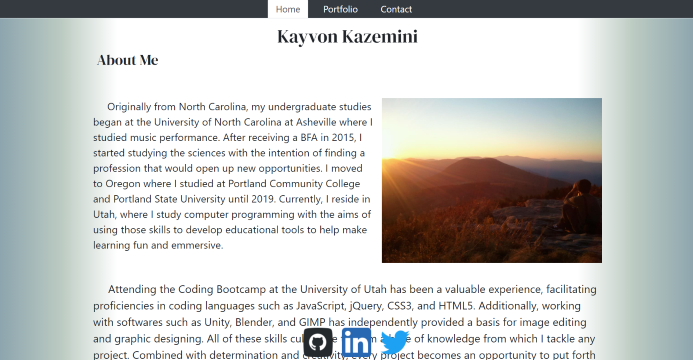 Home Portfolio Contact
Kayvon Kazemini
About Me
Originally from North Carolina, my undergraduate studies
began at the University of North Carolina at Asheville where I
studied music performance. After receiving a BFA in 2015, I
started studying the sciences with the intention of finding a
profession that would open up new opportunities. I moved
to Oregon where I studied at Portland Community College
and Portland State University until 2019. Currently, I reside in
Utah, where I study computer programming with the aims of
using those skills to develop educational tools to help make
learning fun and emmersive.
Attending the Coding Bootcamp at the University of Utah has been a valuable experience, facilitating
proficiencies in coding languages such as JavaScript, jQuery, CSS3, and HTML5. Additionally, working
with softwares such as Unity, Blender, and GIMP has independently provided a basis for image editing
and graphic designing. All of these skills of knowledge from which I tackle any
project. Combined with determination and every project becomes an opportunity to put forth
in